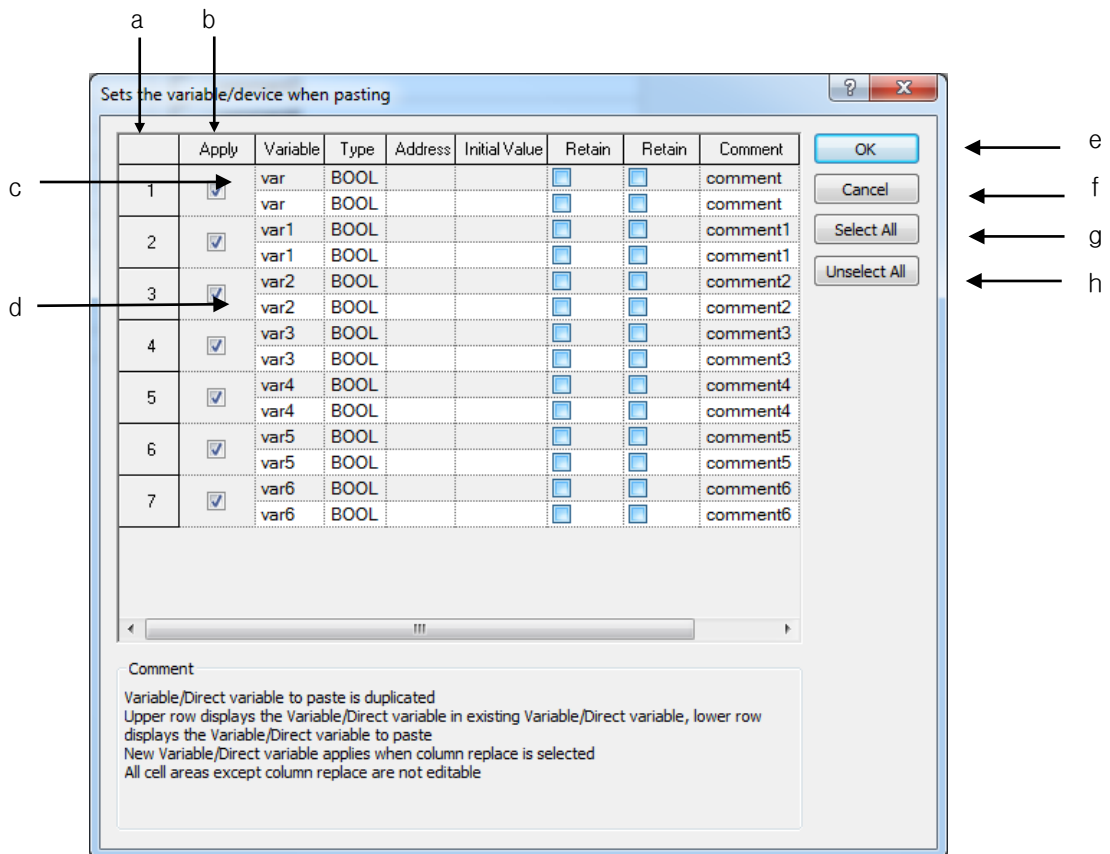 a b
Sets the variable/device when pasting
Apply Variable Type Address Initial Value Retain Retain Comment
OK e
c 1 var BOOL comment
var BOOL comment
Cancel f
2 var1 BOOL comment1
var1 BOOL comment1
Select All g
d 3 var2 BOOL comment2
var2 BOOL comment2
Unselect All h
4 var3 BOOL comment3
var3 BOOL comment3
5 var4 BOOL comment4
var4 BOOL comment4
6 var5 BOOL comment5
var5 BOOL comment5
7 var6 BOOL comment6
var6 BOOL comment6
Comment
Variable/Direct variable to paste is duplicated
Upper row displays the Variable/Direct variable in existing Variable/Direct variable, lower row
displays the Variable/Direct variable to paste
New Variable/Direct variable applies when column replace is selected
All cell areas except column replace are not editable